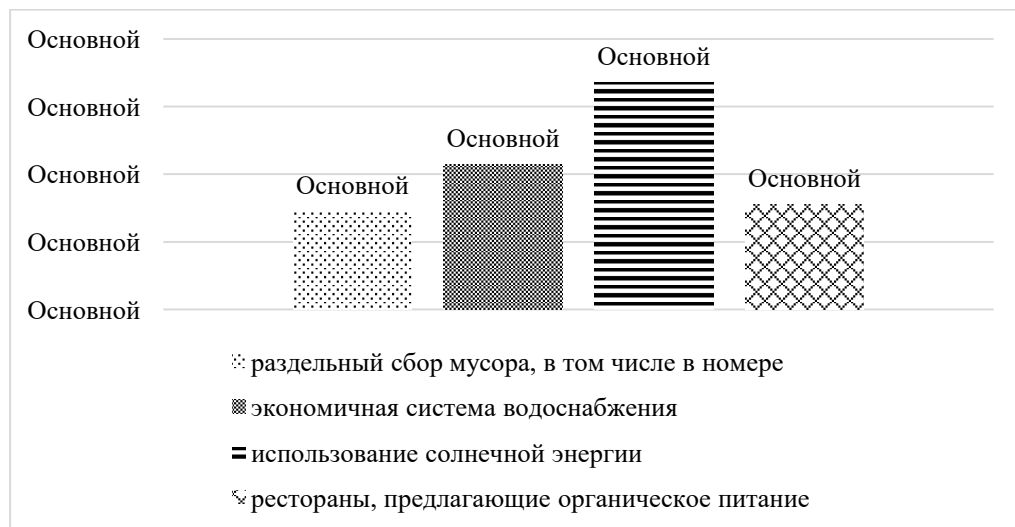 Основной
Основной
Основной
Основной
Основной
Основной
Основной
Основной
Основной
раздельный сбор мусора, в том числе в номере
экономичная система водоснабжения
использование солнечной энергии
рестораны, предлагающие органическое питание